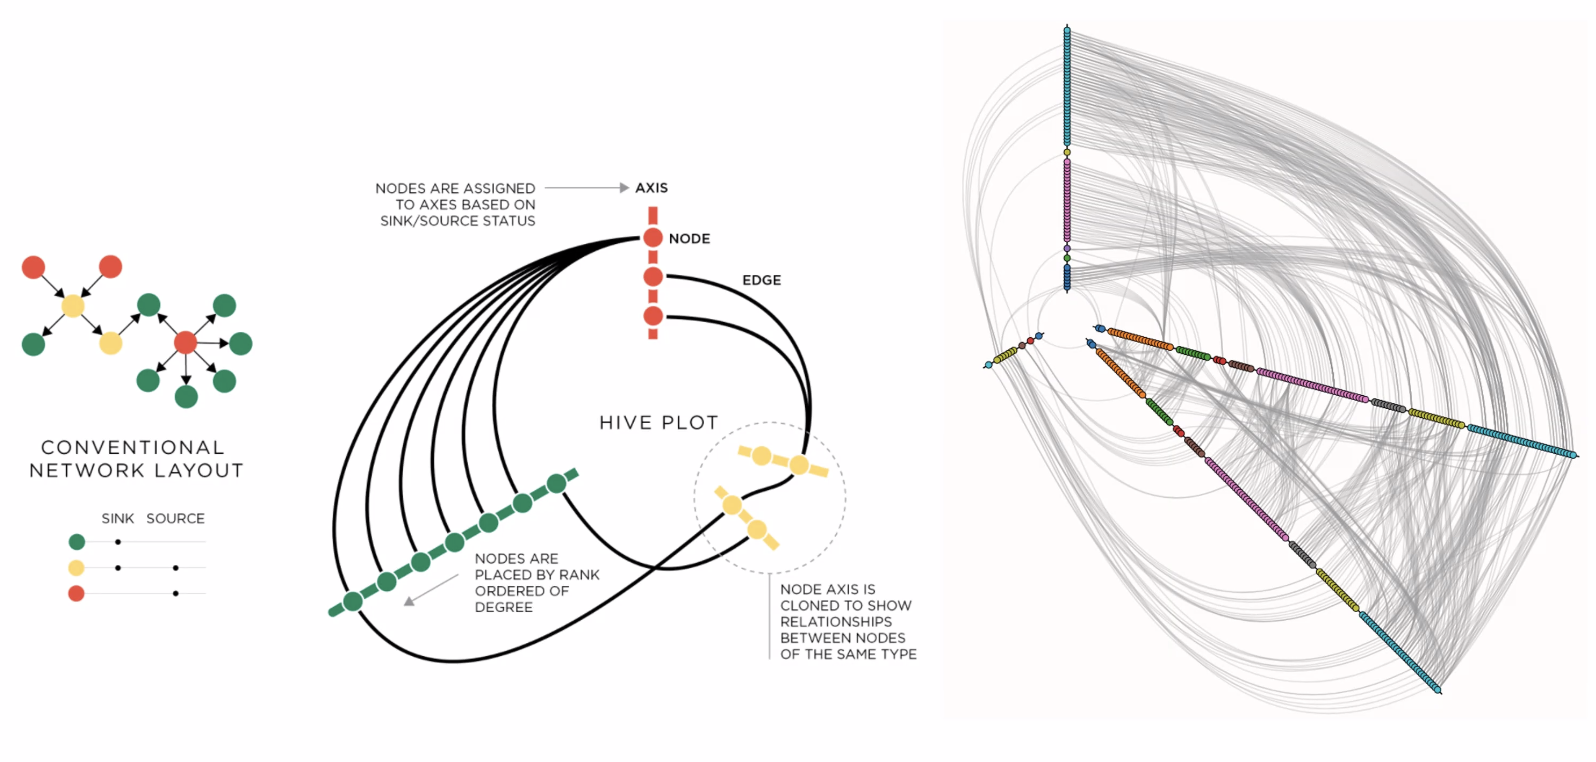 CONVENTIONAL
NETWORK LAYOUT
SINK SOURCE
NODES ARE ASSIGNED
TO AXES BASED ON
SINK/SOURCE STATUS
AXIS
NODE
EDGE
HIVE PLOT
NODES ARE
PLACED BY RANK
ORDERED OF
DEGREE
NODE AXIS IS
CLONED TO SHOW
RELATIONSHIPS
BETWEEN NODES
OF THE SAME TYPE